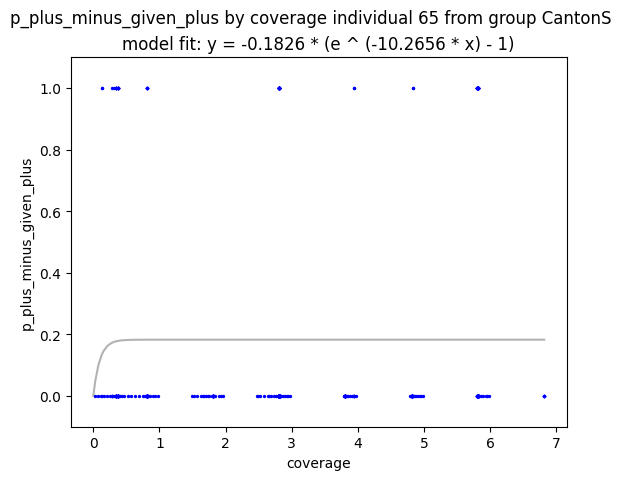 p_plus_minus_given_plus by coverage individual 65 from group CantonS
model fit: y = -0.1826 * (e ^ (-10.2656 * x) - 1)
1.0
0.8
0.6
0.4
0.2
0.0
p_plus_minus_given_plus
0 1 2 3 4 5 6 7
coverage